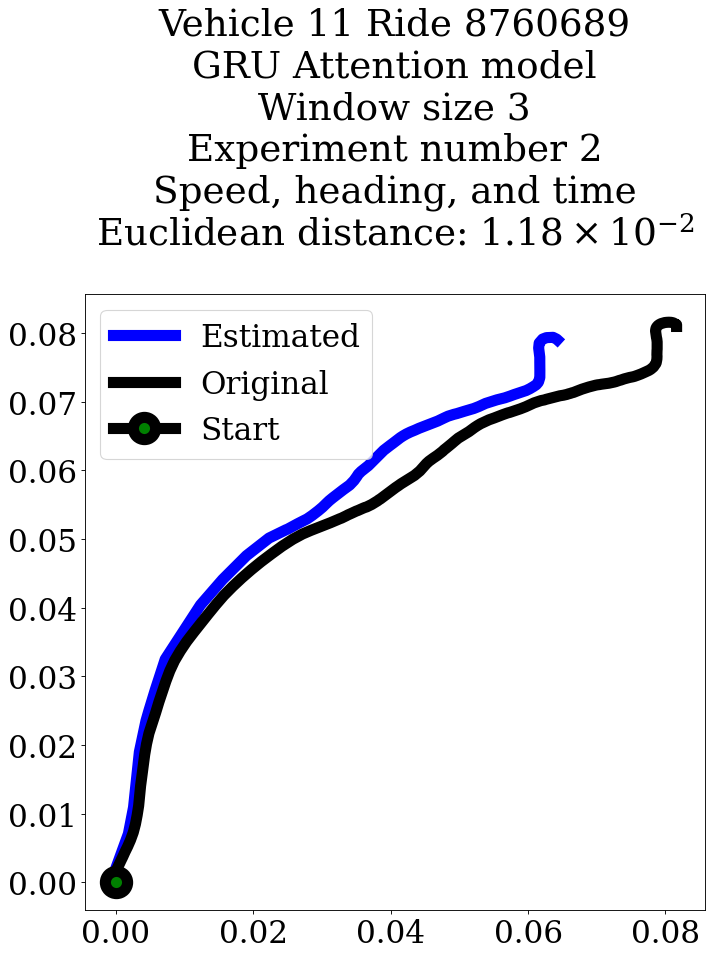 Vehicle 11 Ride 8760689
GRU Attention model
Window size 3
Experiment number 2
Speed, heading, and time
Euclidean distance: 1.18 × 10⁻²
Estimated
Original
Start
0.08
0.07
0.06
0.05
0.04
0.03
0.02
0.01
0.00
0.00 0.02 0.04 0.06 0.08